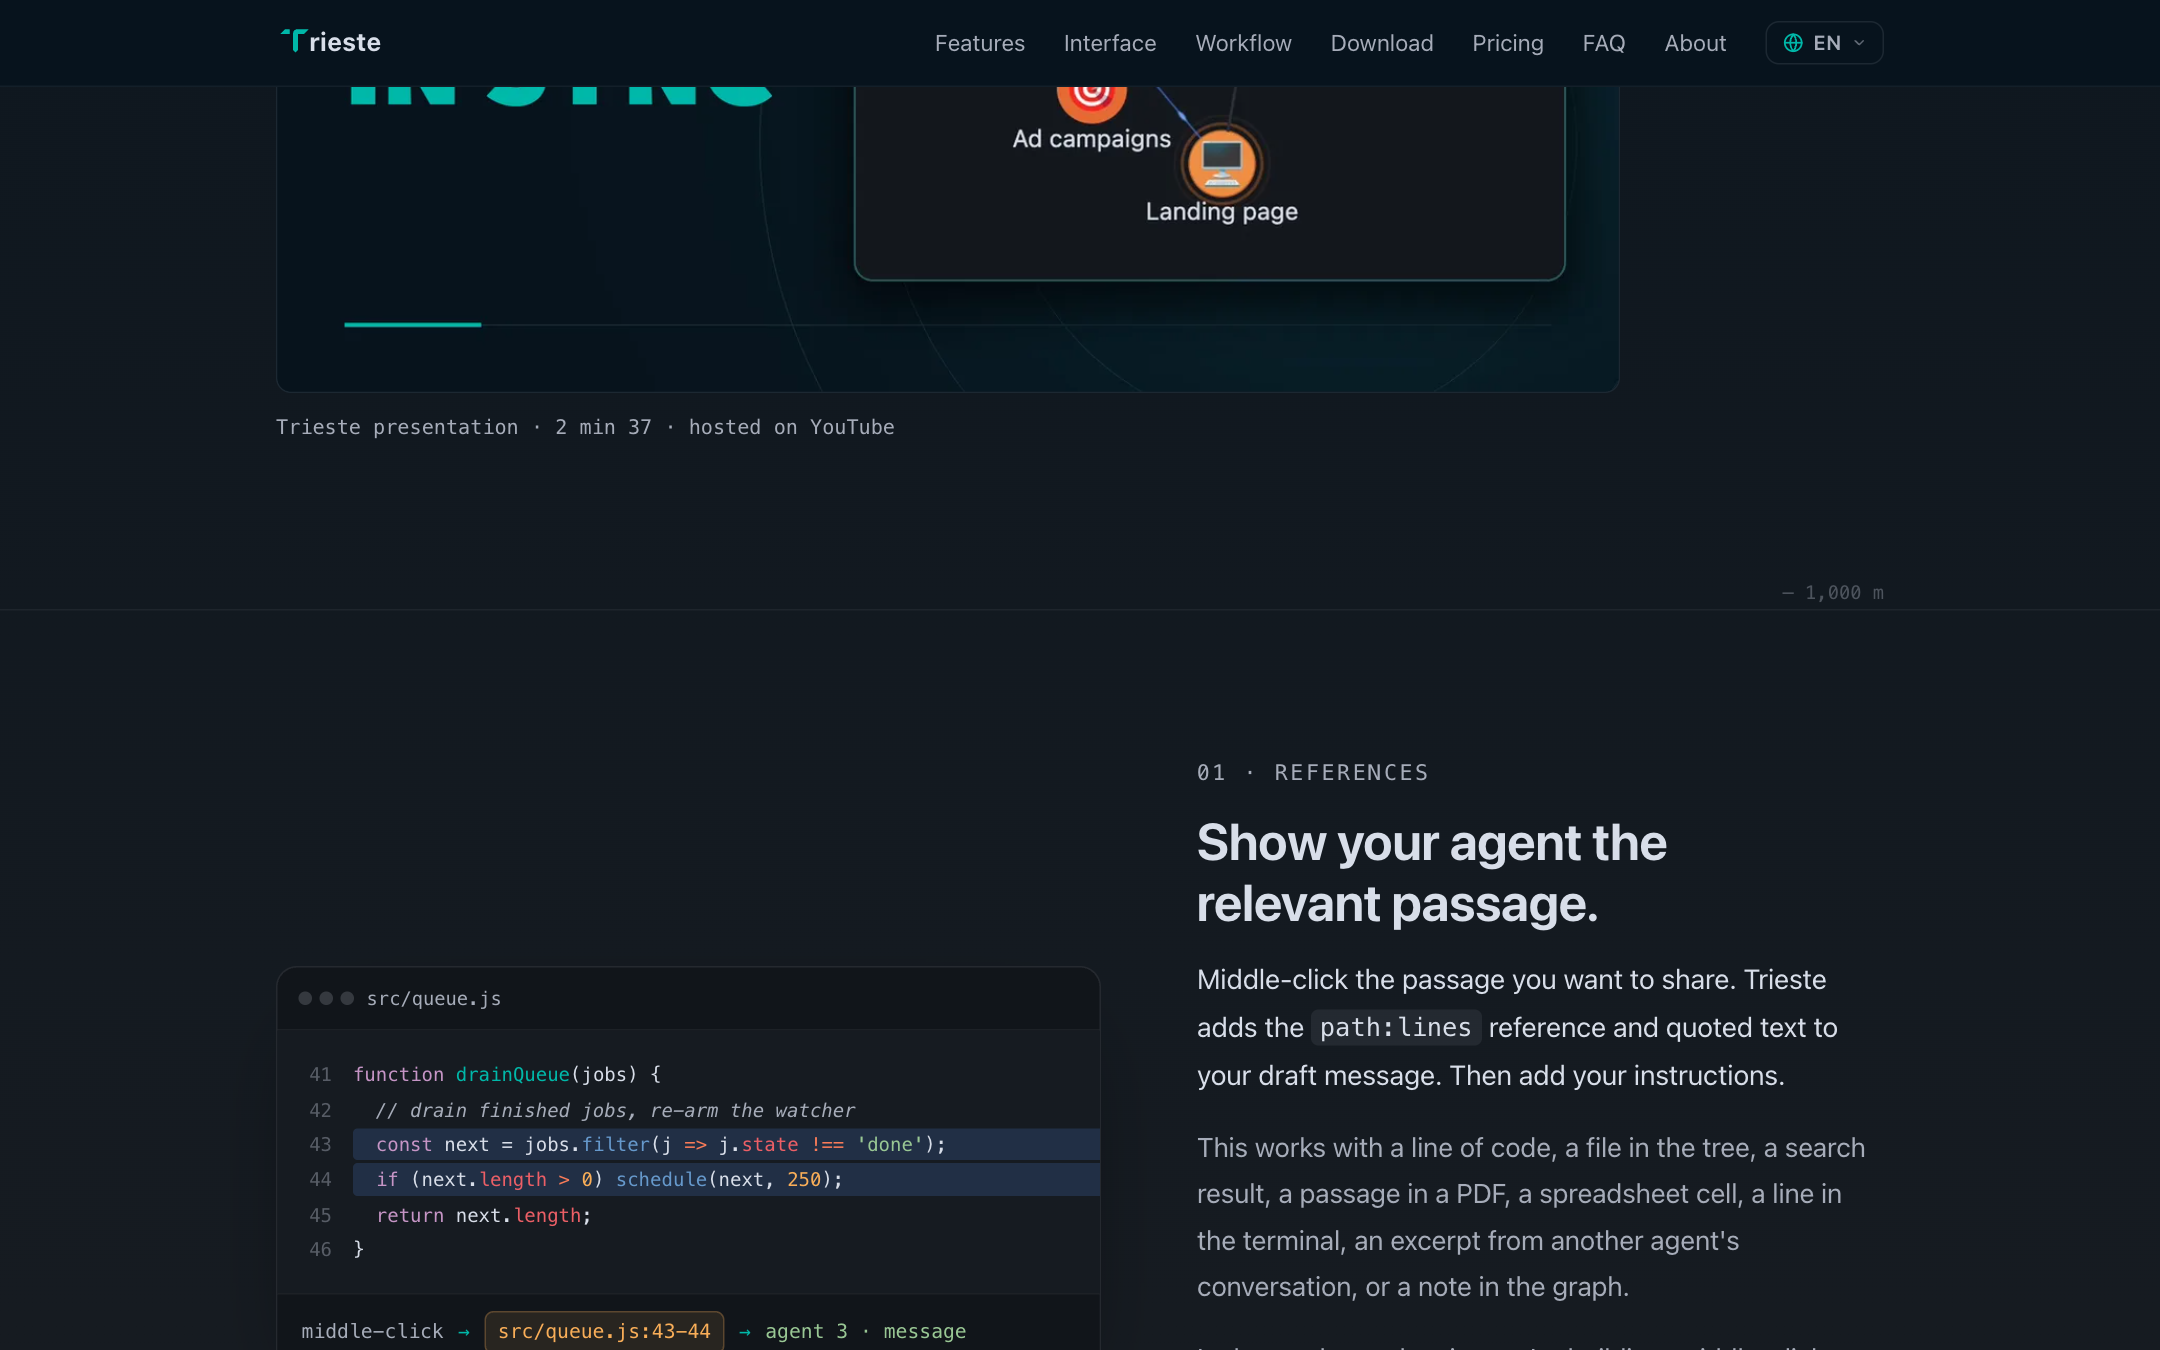 Trieste
Features
Interface
Workflow
Download
Pricing
FAQ
About
EN
IN SYNC
Ad campaigns
Landing page
Trieste presentation · 2 min 37 · hosted on YouTube
— 1,000 m
01 · REFERENCES
Show your agent the
relevant passage.
Middle-click the passage you want to share. Trieste
adds the path:lines reference and quoted text to
your draft message. Then add your instructions.
This works with a line of code, a file in the tree, a search
result, a passage in a PDF, a spreadsheet cell, a line in
the terminal, an excerpt from another agent's
conversation, or a note in the graph.
src/queue.js
41 function drainQueue(jobs) {
42 // drain finished jobs, re-arm the watcher
43 const next = jobs.filter(j => j.state !== 'done');
44 if (next.length > 0) schedule(next, 250);
45 return next.length;
46 }
middle-click → src/queue.js:43-44 → agent 3 · message